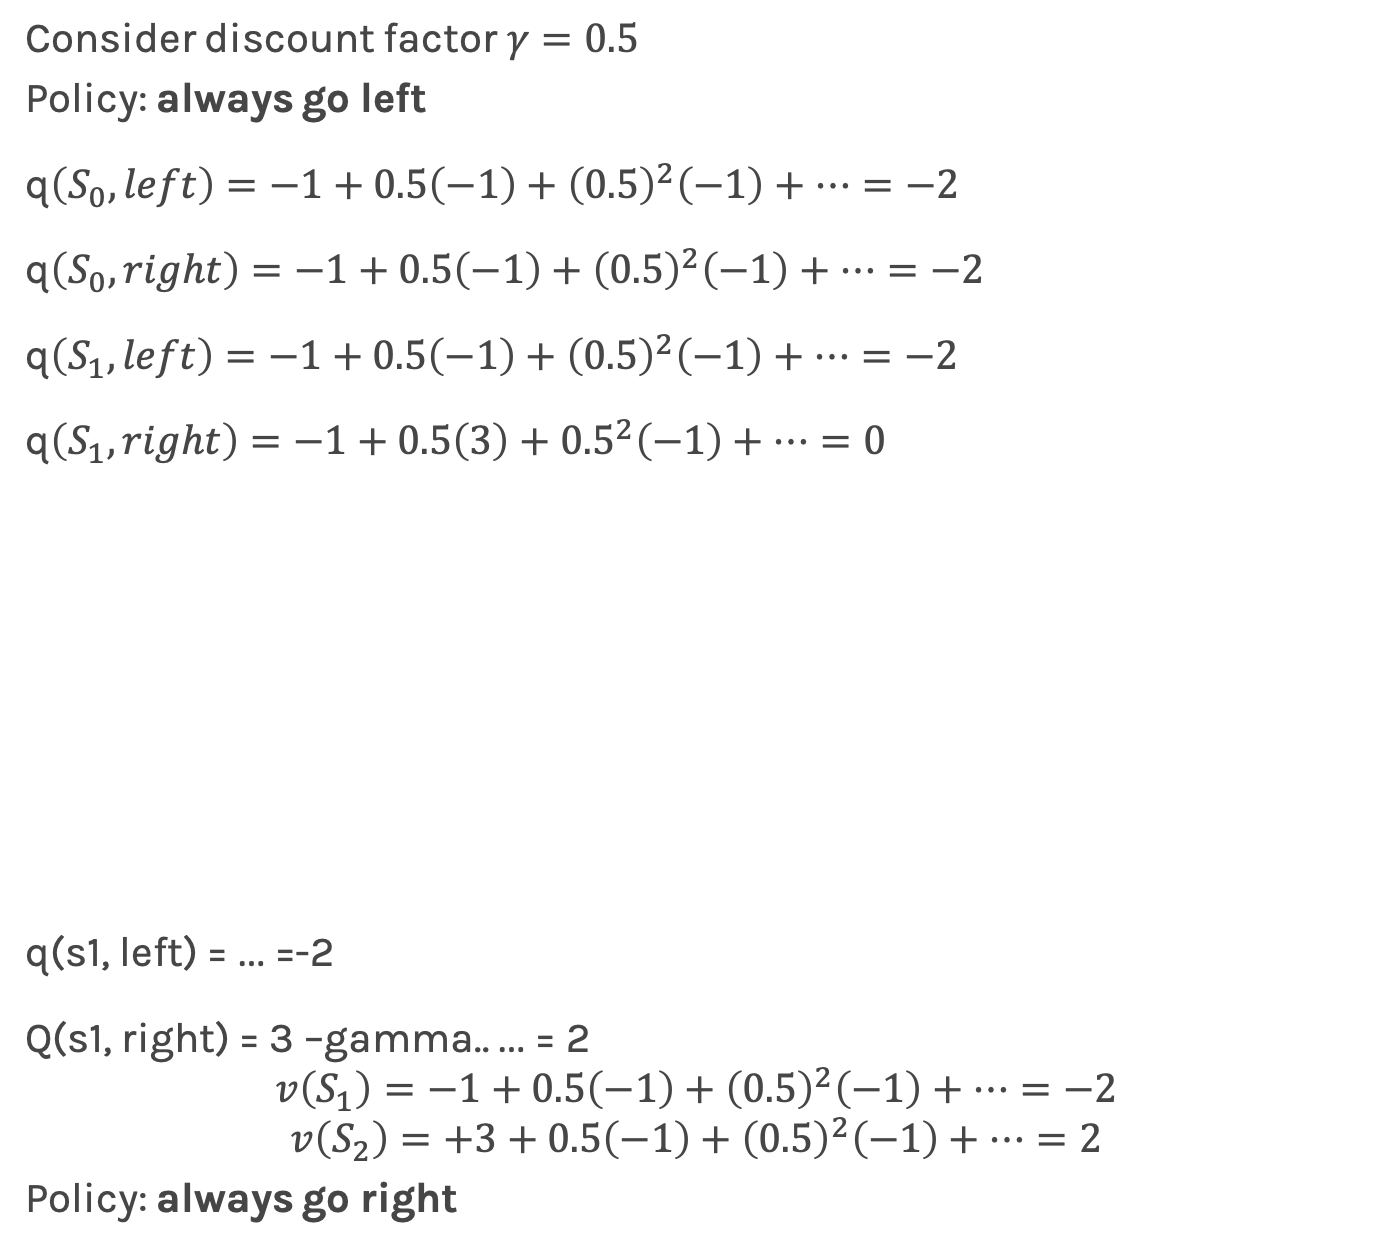 Consider discount factor γ = 0.5
Policy: always go left
q(S₀, left) = −1 + 0.5(−1) + (0.5)²(−1) + ⋯ = −2
q(S₀, right) = −1 + 0.5(−1) + (0.5)²(−1) + ⋯ = −2
q(S₁, left) = −1 + 0.5(−1) + (0.5)²(−1) + ⋯ = −2
q(S₁, right) = −1 + 0.5(3) + 0.5²(−1) + ⋯ = 0
q(s1, left) = ... =-2
Q(s1, right) = 3 –gamma.. ... = 2
v(S₁) = −1 + 0.5(−1) + (0.5)²(−1) + ⋯ = −2
v(S₂) = +3 + 0.5(−1) + (0.5)²(−1) + ⋯ = 2
Policy: always go right